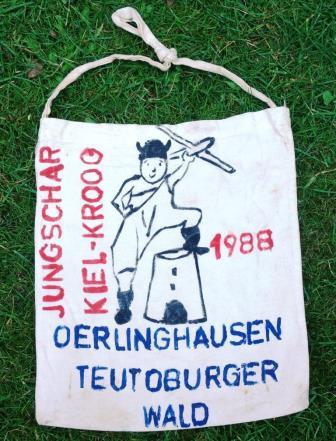 JUNGSCHAR
KIEL-KROOG
1988
OERLINGHAUSEN
TEUTOBURGER
WALD